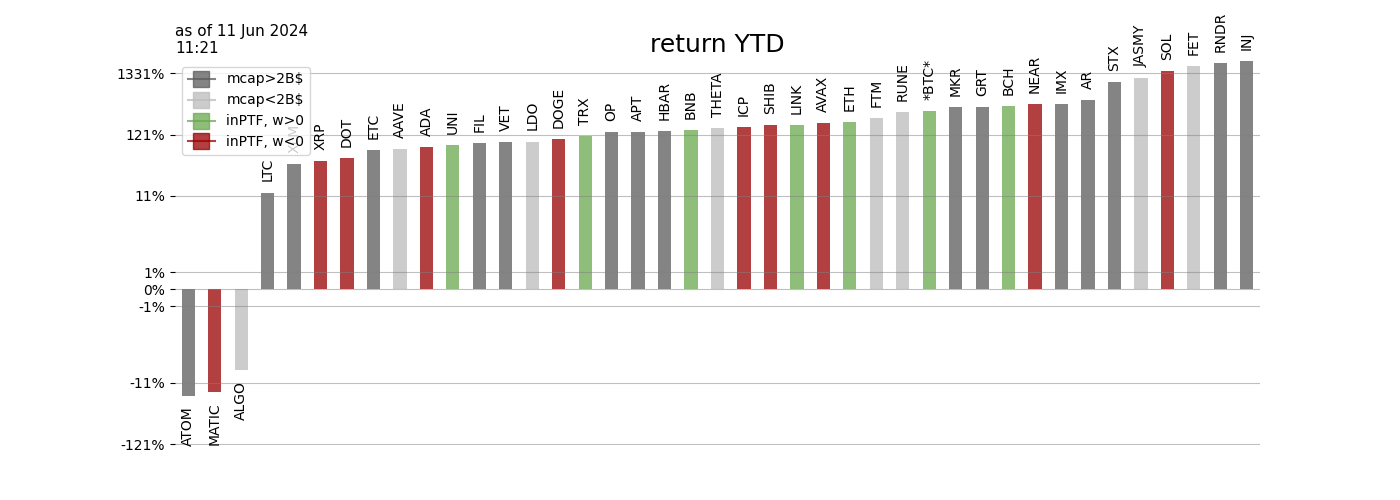 as of 11 Jun 2024
11:21
return YTD
1331%
121%
11%
1%
0%
-1%
-11%
-121%
mcap>2B$
mcap<2B$
inPTF, w>0
inPTF, w<0
ATOM
MATIC
ALGO
LTC
XRP
DOT
ETC
AAVE
ADA
UNI
FIL
VET
LDO
DOGE
TRX
OP
APT
HBAR
BNB
THETA
ICP
SHIB
LINK
AVAX
ETH
FTM
RUNE
*BTC*
MKR
GRT
BCH
NEAR
IMX
AR
STX
JASMY
SOL
FET
RNDR
INJ